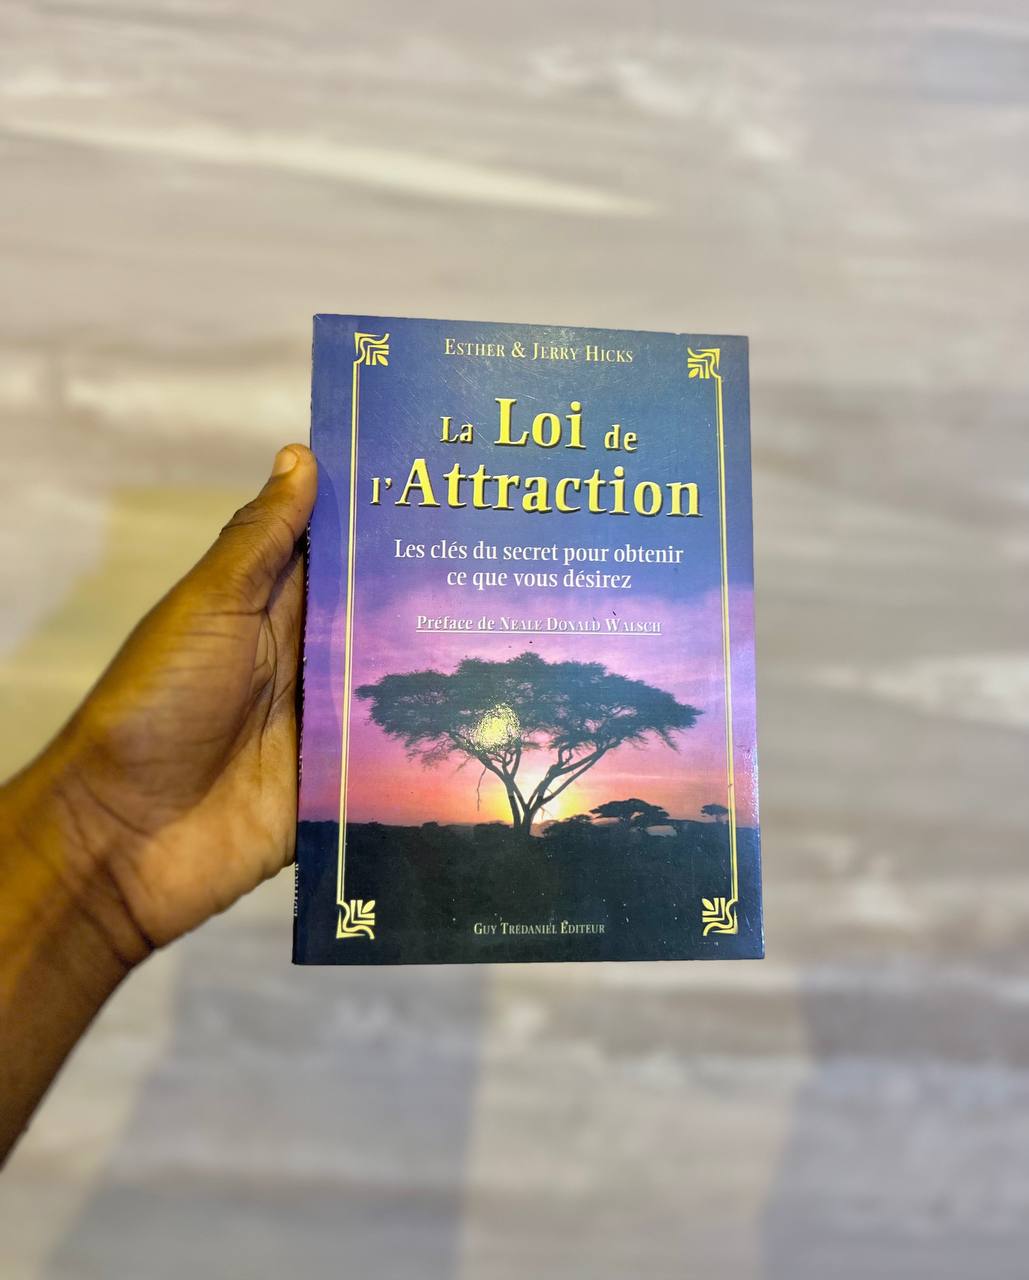 ESTHER & JERRY HICKS
La Loi de
l'Attraction
Les clés du secret pour obtenir
ce que vous désirez
Préface de NEALE DONALD WALSCH
GUY TRÉDANIEL ÉDITEUR